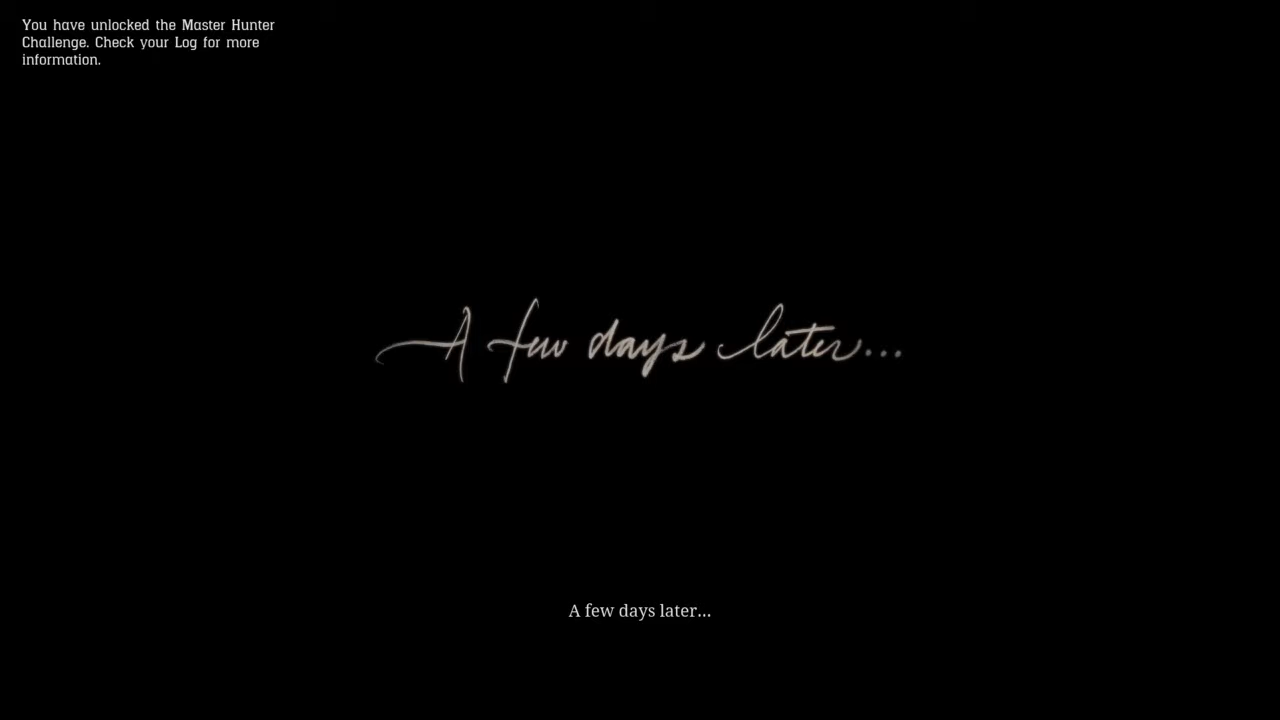 You have unlocked the Master Hunter
Challenge. Check your Log for more
information.
A few days later...
A few days later...